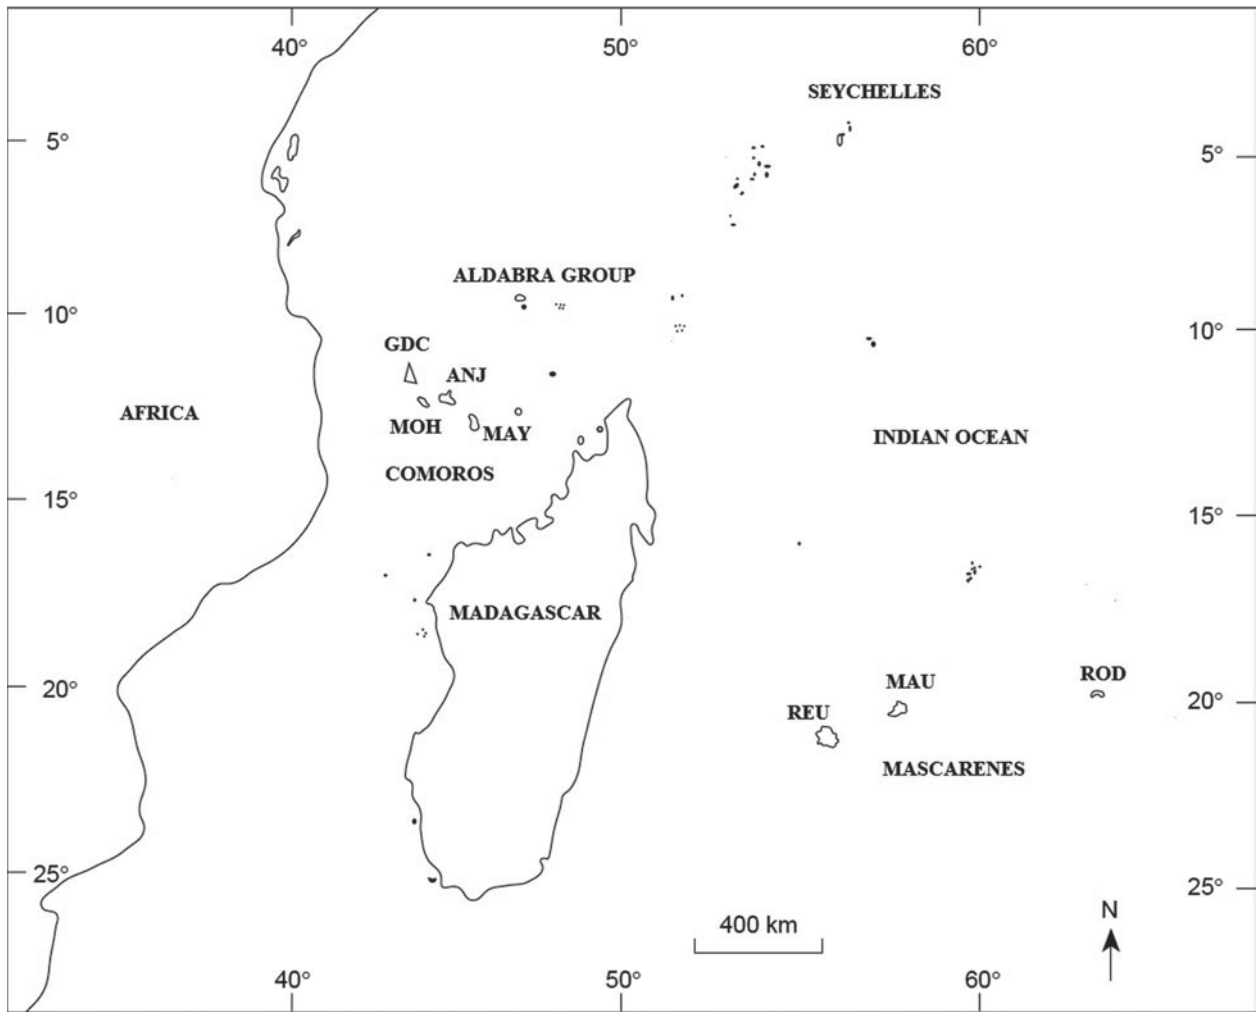 40° 50° 60°
SEYCHELLES
5° 5°
ALDABRA GROUP
10° 10°
GDC
ANJ
AFRICA
MOH MAY
INDIAN OCEAN
COMOROS
15° 15°
MADAGASCAR
ROD
MAU
20° 20°
REU
MASCARENES
25° 25°
N
400 km
40° 50° 60°